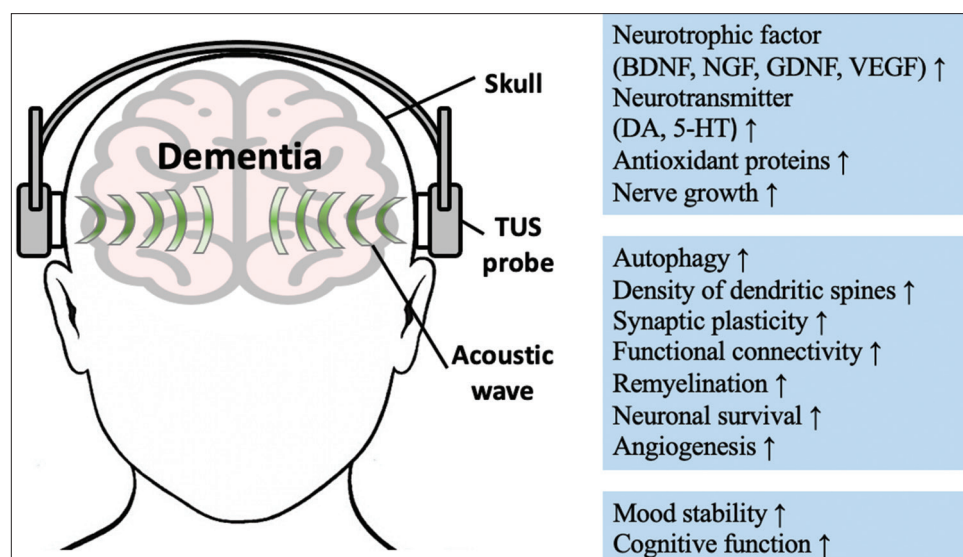 Skull
Dementia
TUS
probe
Acoustic
wave
Neurotrophic factor
(BDNF, NGF, GDNF, VEGF) ↑
Neurotransmitter
(DA, 5-HT) ↑
Antioxidant proteins ↑
Nerve growth ↑
Autophagy ↑
Density of dendritic spines ↑
Synaptic plasticity ↑
Functional connectivity ↑
Remyelination ↑
Neuronal survival ↑
Angiogenesis ↑
Mood stability ↑
Cognitive function ↑